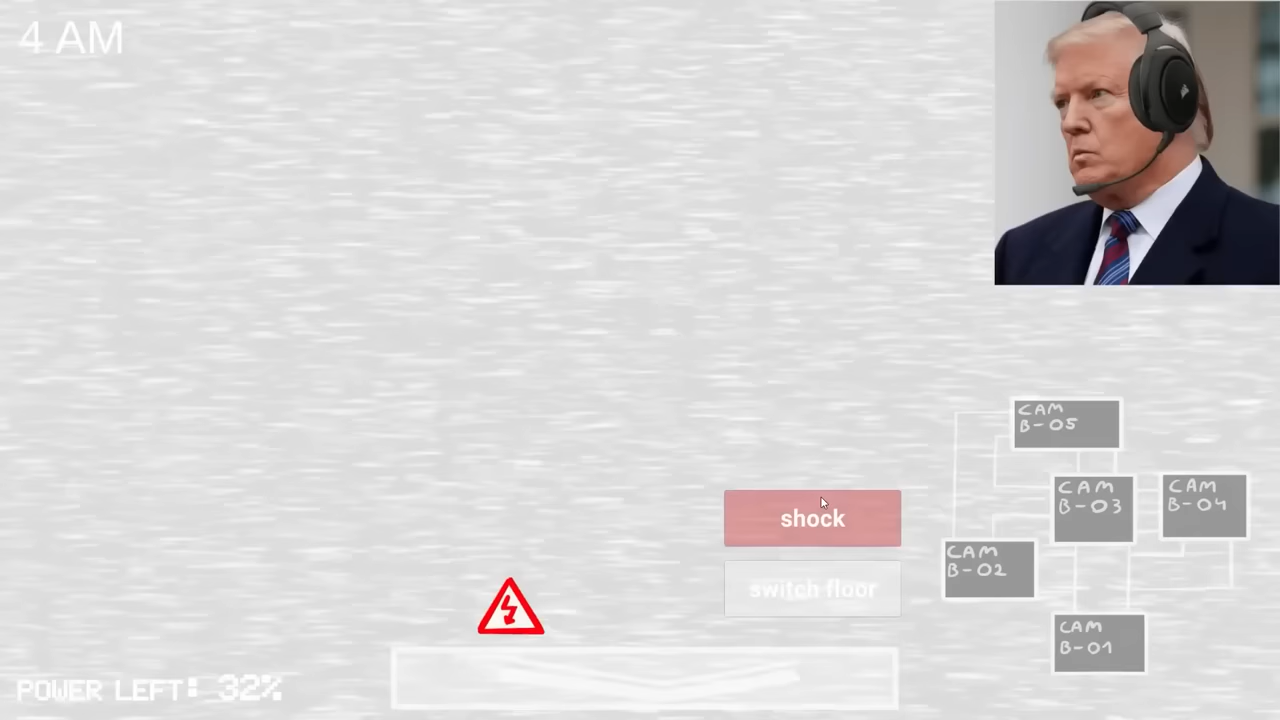 4 AM
CAM
B-05
CAM
B-03
CAM
B-04
shock
CAM
B-02
switch floor
CAM
B-01
POWER LEFT: 32%